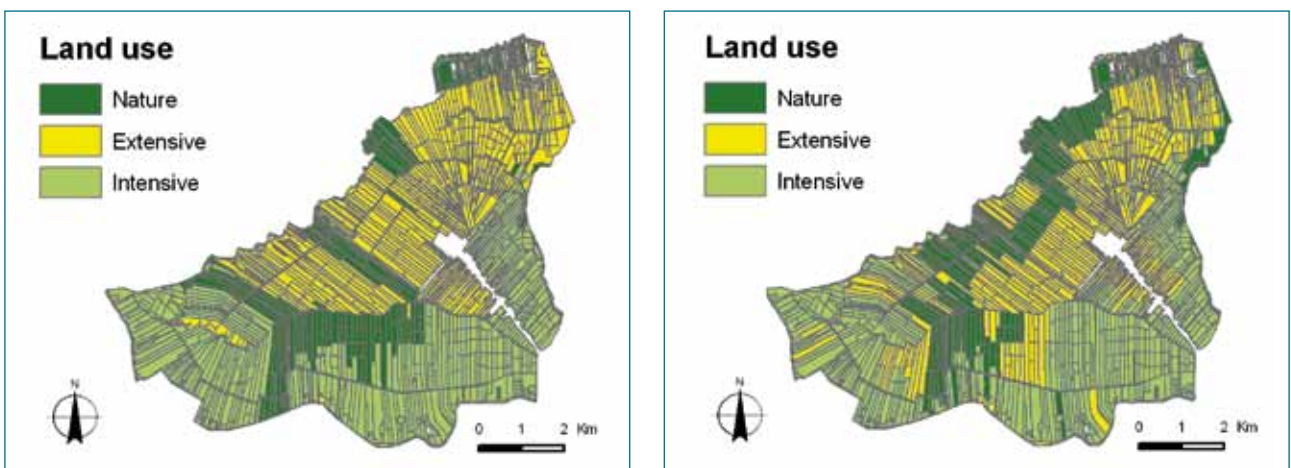 Land use
Nature
Extensive
Intensive
N
0 1 2 Km
Land use
Nature
Extensive
Intensive
N
0 1 2 Km